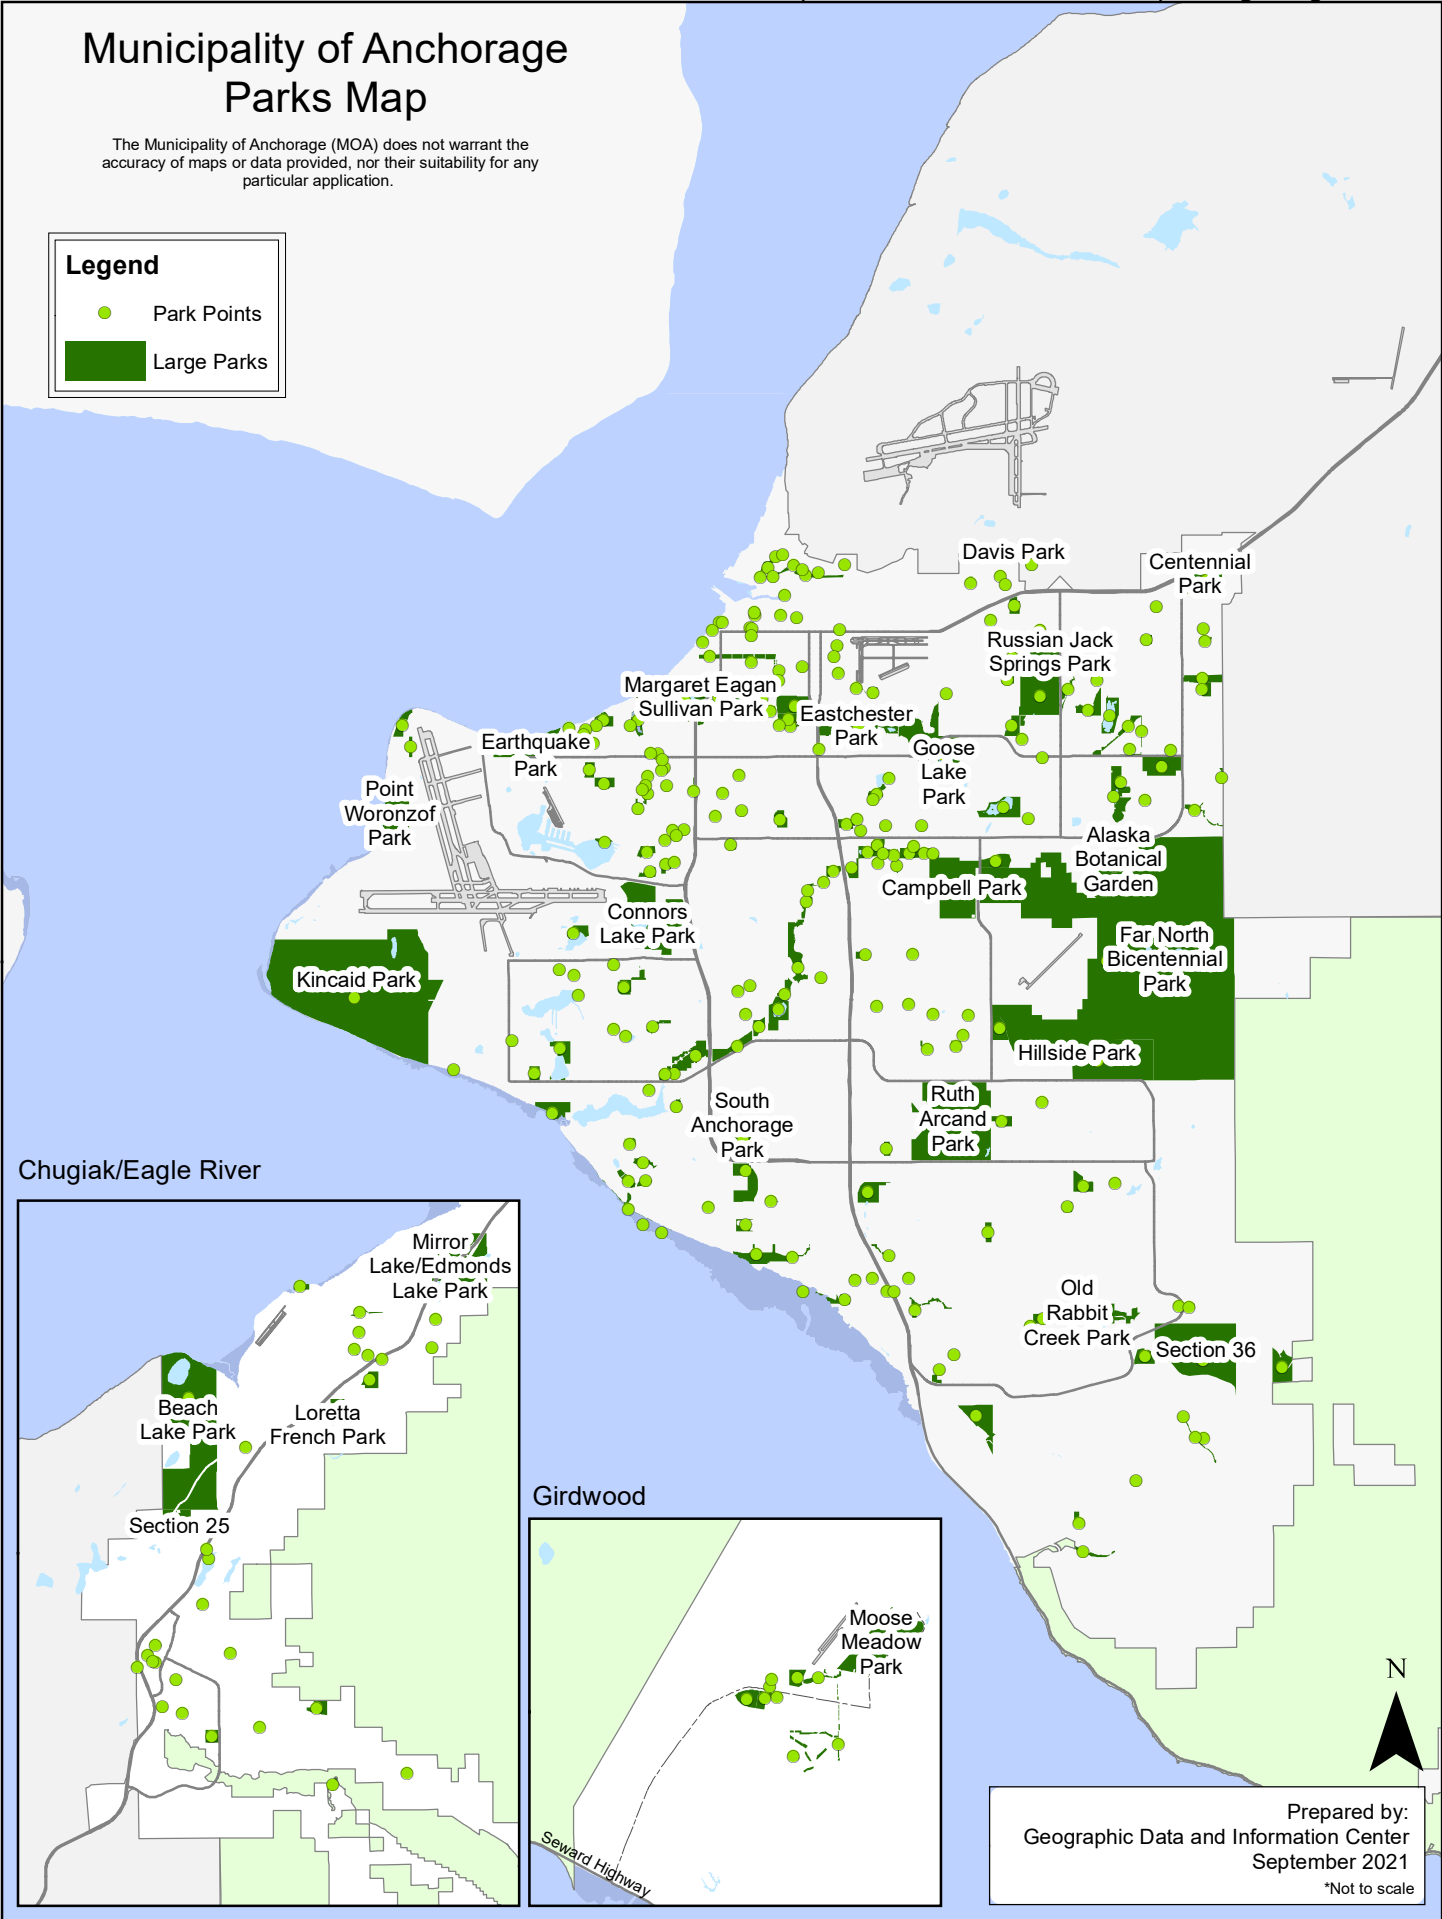 Municipality of Anchorage
Parks Map
The Municipality of Anchorage (MOA) does not warrant the
accuracy of maps or data provided, nor their suitability for any
particular application.
Legend
Park Points
Large Parks
Davis Park
Centennial
Park
Russian Jack
Springs Park
Margaret Eagan
Sullivan Park
Eastchester
Park
Earthquake
Park
Goose
Lake
Park
Point
Woronzof
Park
Alaska
Botanical
Garden
Campbell Park
Connors
Lake Park
Far North
Bicentennial
Park
Kincaid Park
Hillside Park
Ruth
Arcand
Park
South
Anchorage
Park
Old
Rabbit
Creek Park
Section 36
Chugiak/Eagle River
Mirror
Lake/Edmonds
Lake Park
Beach
Lake Park
Loretta
French Park
Section 25
Girdwood
Moose
Meadow
Park
Seward Highway
N
Prepared by:
Geographic Data and Information Center
September 2021
*Not to scale